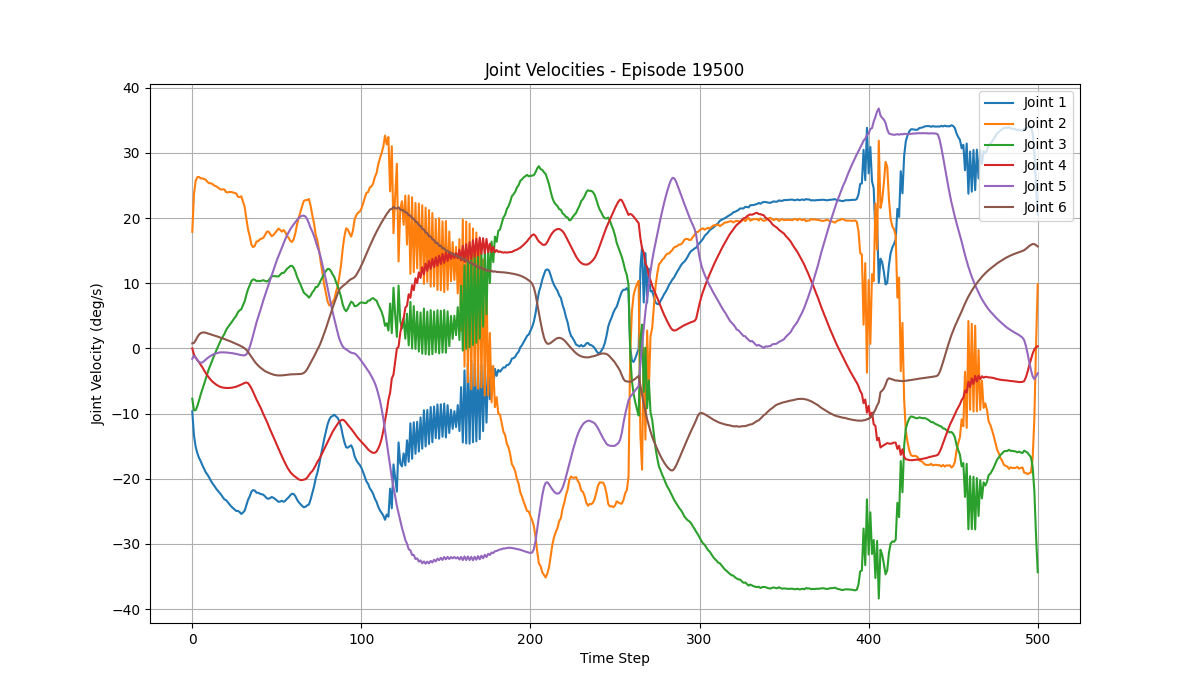 Joint Velocities - Episode 19500
Joint Velocity (deg/s)
40
30
20
10
0
−10
−20
−30
−40
Joint 1
Joint 2
Joint 3
Joint 4
Joint 5
Joint 6
0 100 200 300 400 500
Time Step